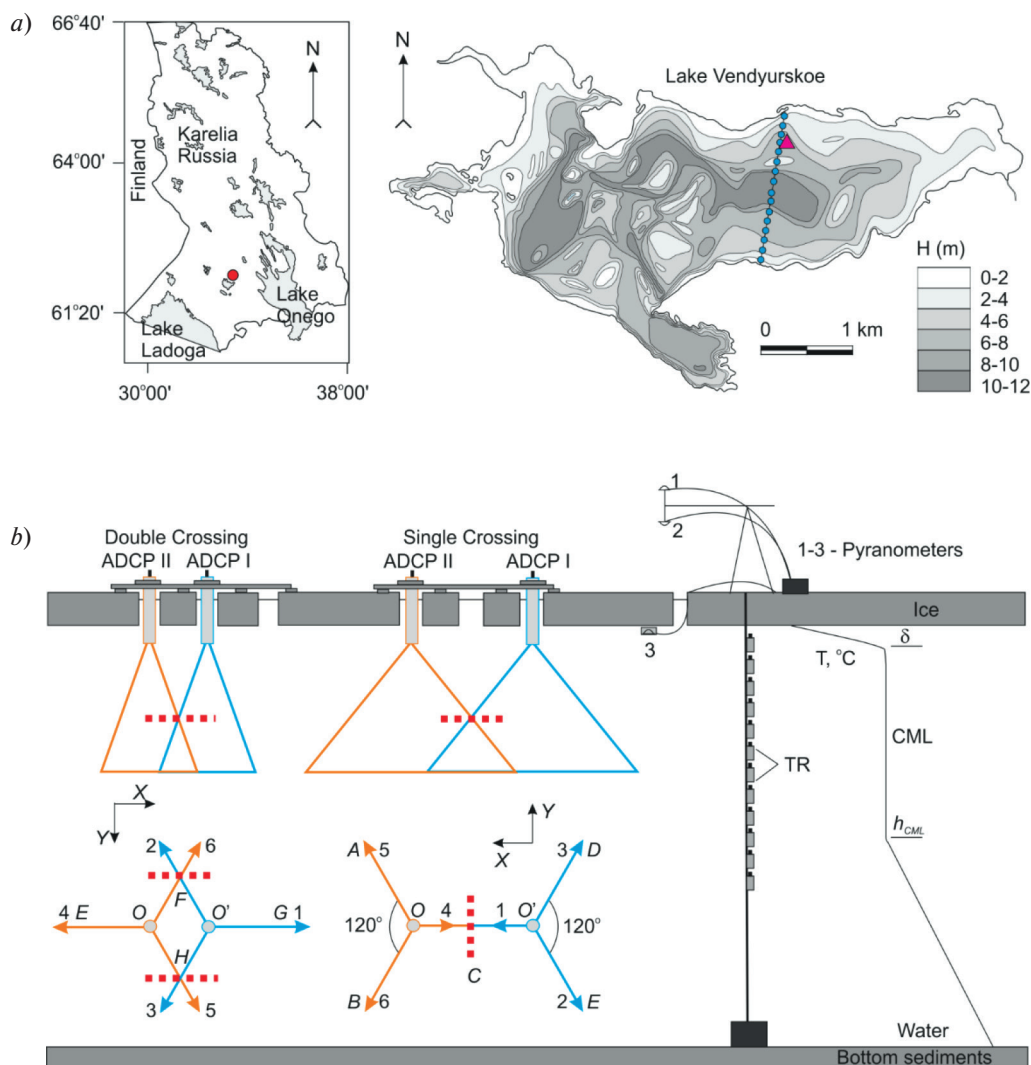 a)
66°40'
N
Karelia
Russia
Finland
64°00'
61°20'
Lake
Onego
Lake
Ladoga
30°00'
38°00'
N
Lake Vendyurskoe
H (m)
0-2
2-4
4-6
6-8
8-10
10-12
0 1 km
b)
Double Crossing
ADCP II ADCP I
Single Crossing
ADCP II ADCP I
1
2
1-3 - Pyranometers
Ice
3
T, °C
δ
CML
TR
h_CML
X
Y
2 6
F
4 E O O' G 1
H
3 5
Y
X
A 5 3 D
O 4 1 O'
120° 120°
C
B 6 2 E
Water
Bottom sediments